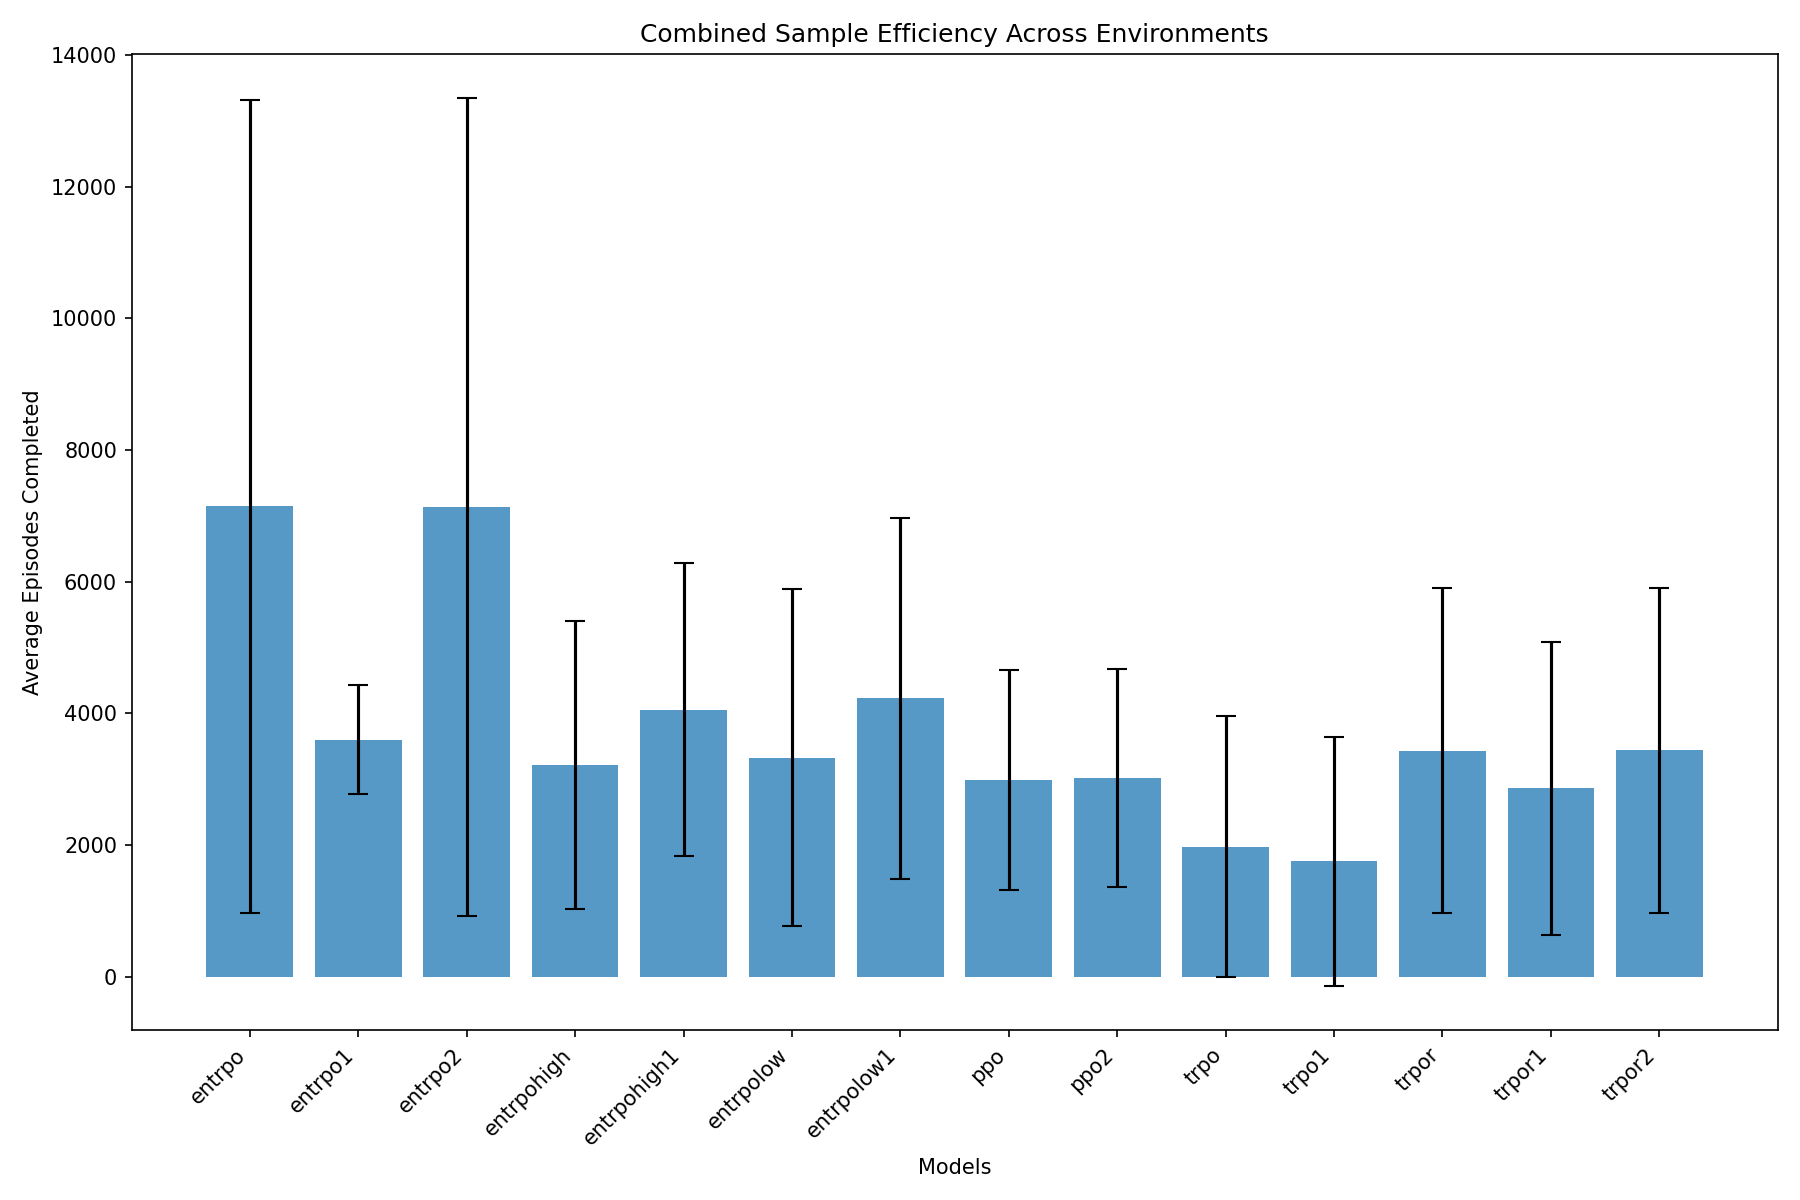 Combined Sample Efficiency Across Environments
14000
12000
10000
8000
6000
4000
2000
0
Average Episodes Completed
entrpo
entrpo1
entrpo2
entrpohigh
entrpohigh1
entrpolow
entrpolow1
ppo
ppo2
trpo
trpo1
trpor
trpor1
trpor2
Models